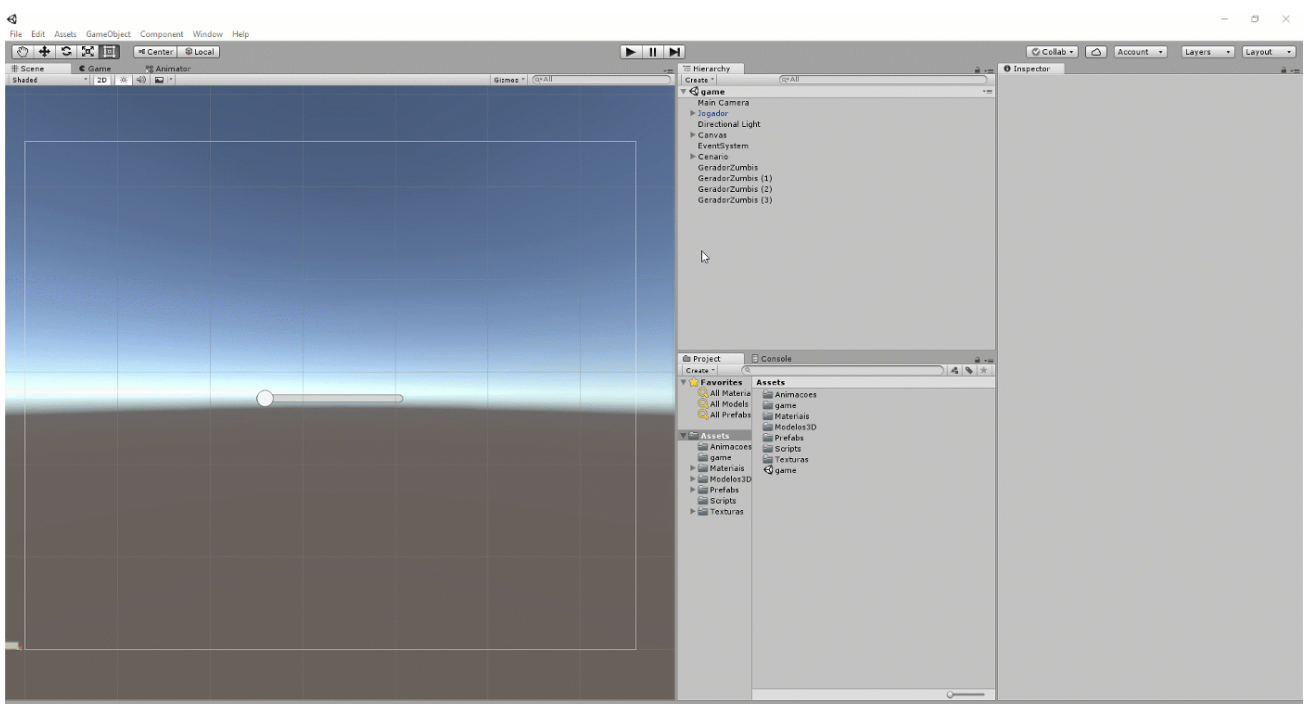 File Edit Assets GameObject Component Window Help
Center Local Collab Account Layers Layout
Scene Game Animator
Shaded 2D Gizmos All
Hierarchy
Create All
game
Main Camera
Jogador
Directional Light
Canvas
EventSystem
Cenario
GeradorZumbis
GeradorZumbis (1)
GeradorZumbis (2)
GeradorZumbis (3)
Project Console
Create
Favorites
All Materia
All Models
All Prefabs
Assets
Animacoes
game
Materiais
Modelos3D
Prefabs
Scripts
Texturas
Assets
Animacoes
game
Materiais
Modelos3D
Prefabs
Scripts
Texturas
game
Inspector